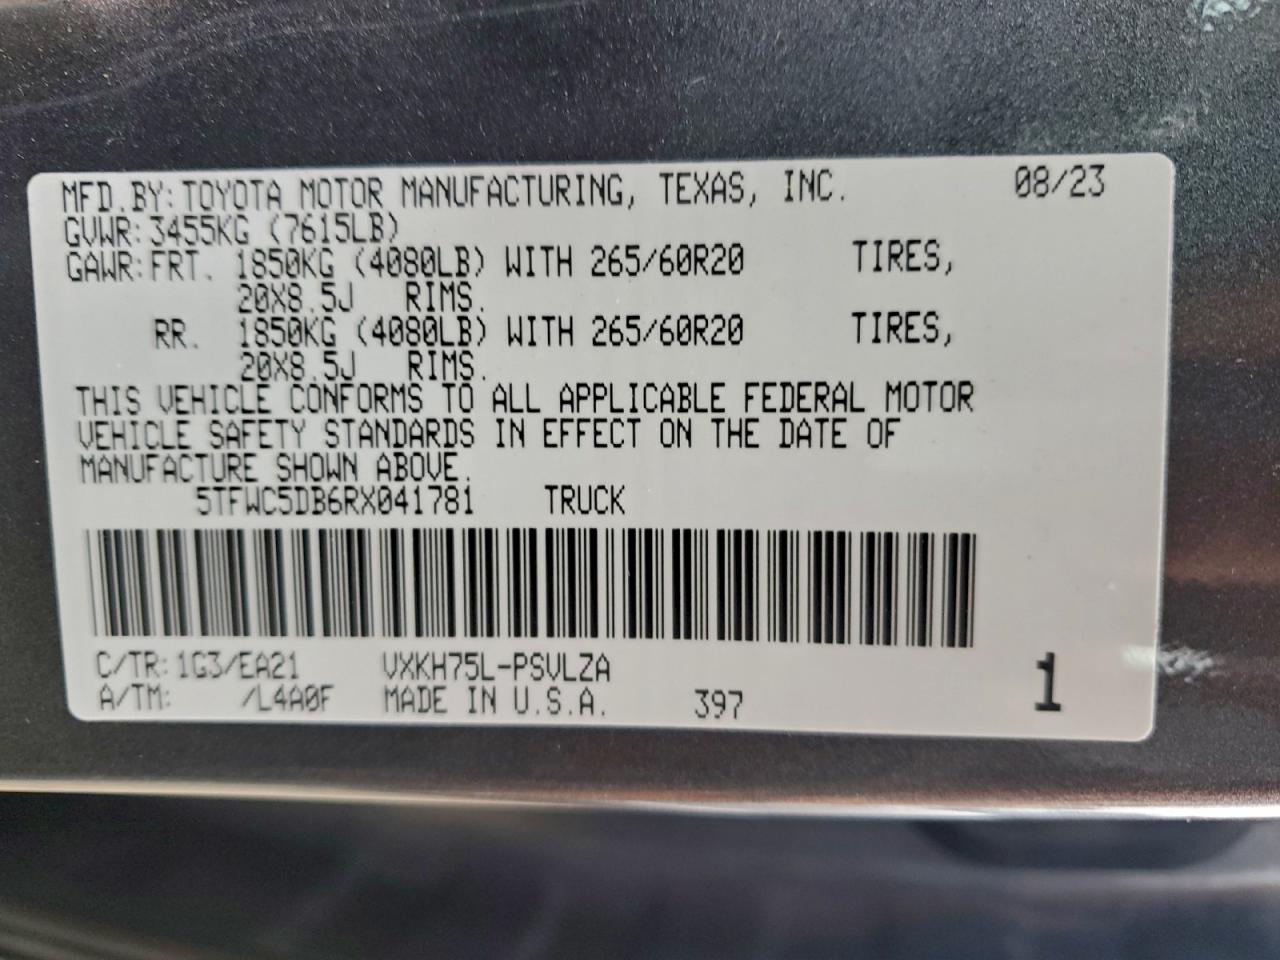 MFD.BY:TOYOTA MOTOR MANUFACTURING, TEXAS, INC. 08/23
GVWR:3455KG (7615LB)
GAWR:FRT. 1850KG (4080LB) WITH 265/60R20 TIRES,
20X8.5J RIMS.
RR. 1850KG (4080LB) WITH 265/60R20 TIRES,
20X8.5J RIMS.
THIS VEHICLE CONFORMS TO ALL APPLICABLE FEDERAL MOTOR
VEHICLE SAFETY STANDARDS IN EFFECT ON THE DATE OF
MANUFACTURE SHOWN ABOVE.
5TFWC5DB6RX041781 TRUCK
C/TR:1G3/EA21 VXKH75L-PSVLZA
A/TM: /L4A0F MADE IN U.S.A. 397 1